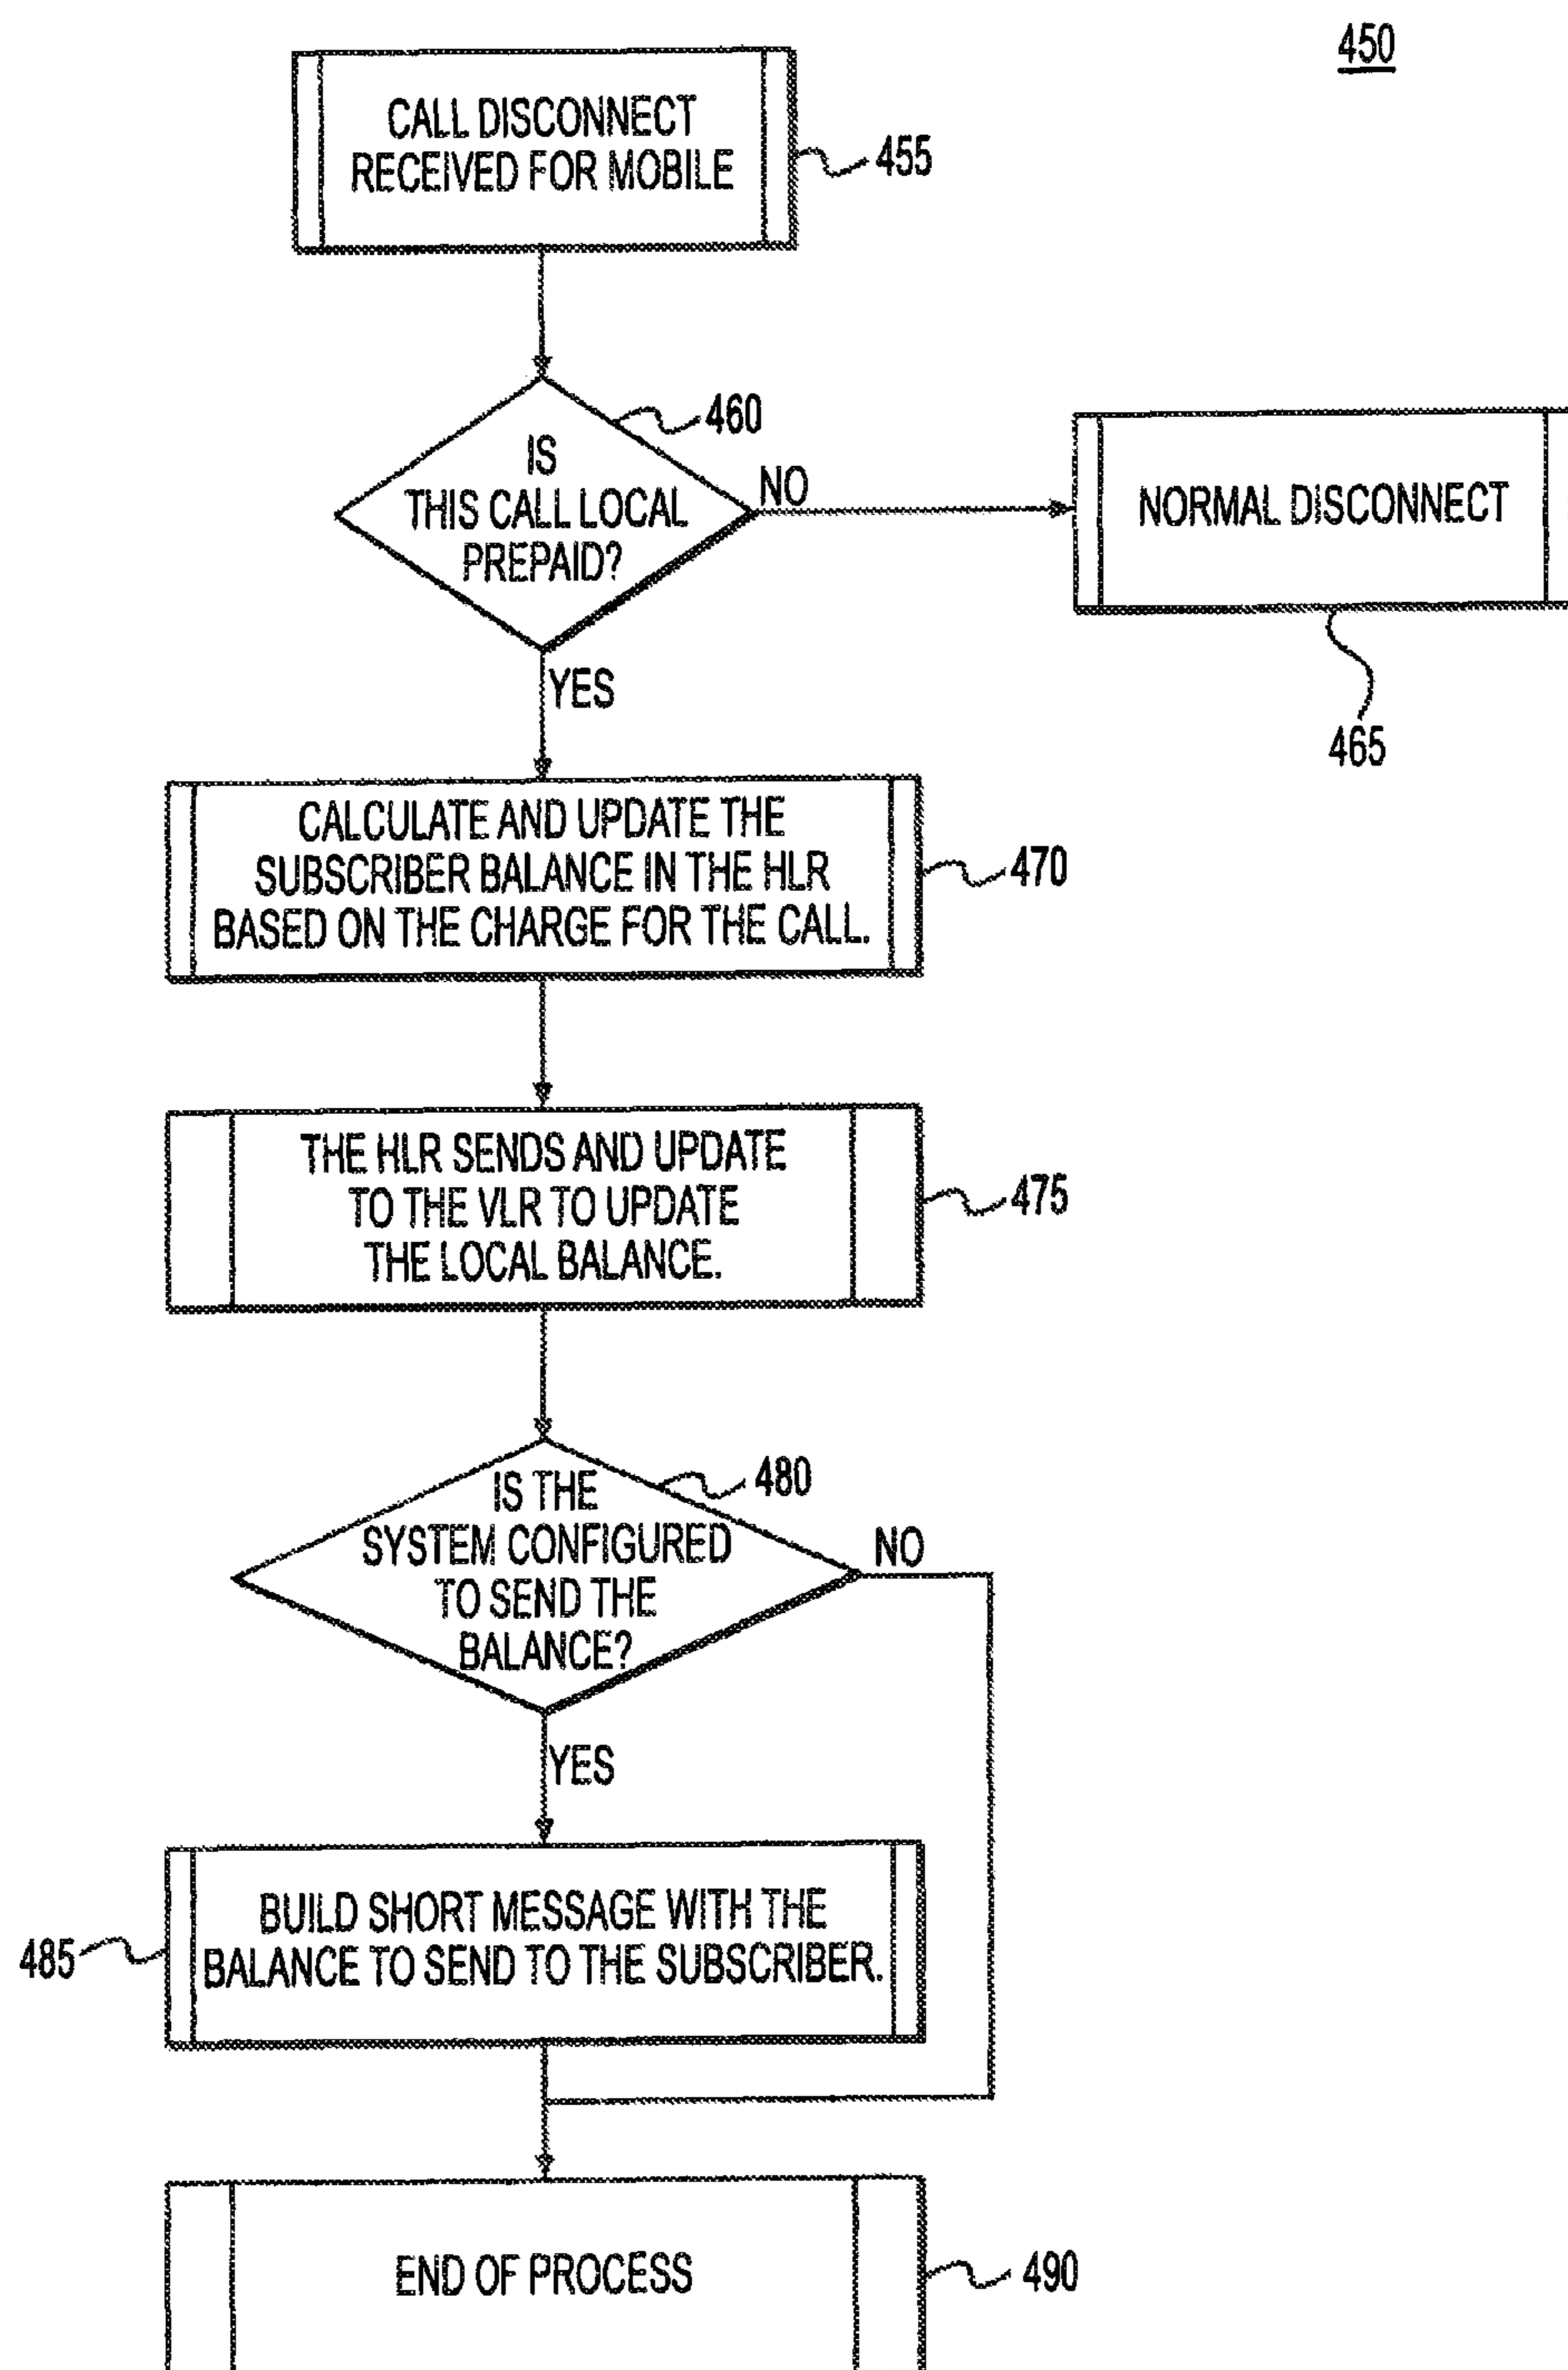 450
CALL DISCONNECT
RECEIVED FOR MOBILE
455
460
IS
THIS CALL LOCAL
PREPAID?
NO
NORMAL DISCONNECT
465
YES
CALCULATE AND UPDATE THE
SUBSCRIBER BALANCE IN THE HLR
BASED ON THE CHARGE FOR THE CALL.
470
THE HLR SENDS AND UPDATE
TO THE VLR TO UPDATE
THE LOCAL BALANCE.
475
480
IS THE
SYSTEM CONFIGURED
TO SEND THE
BALANCE?
NO
YES
BUILD SHORT MESSAGE WITH THE
BALANCE TO SEND TO THE SUBSCRIBER.
485
END OF PROCESS
490